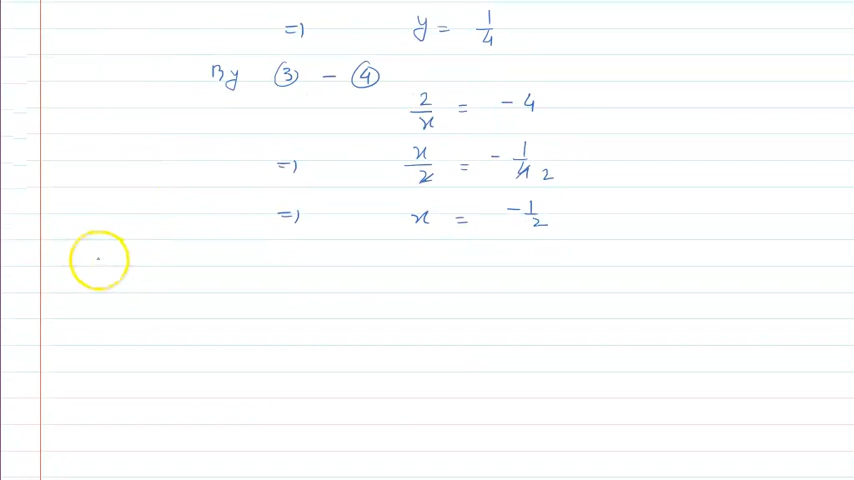 => y = 1/4
By ③ - ④
2/x = - 4
=> x/2 = - 1/4 2
=> x = -1/2